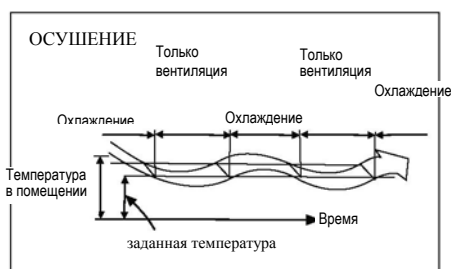 ОСУШЕНИЕ
Только
вентиляция
Только
вентиляция
Охлаждение
Охлаждение
Охлаждение
Температура
в помещении
Время
заданная температура